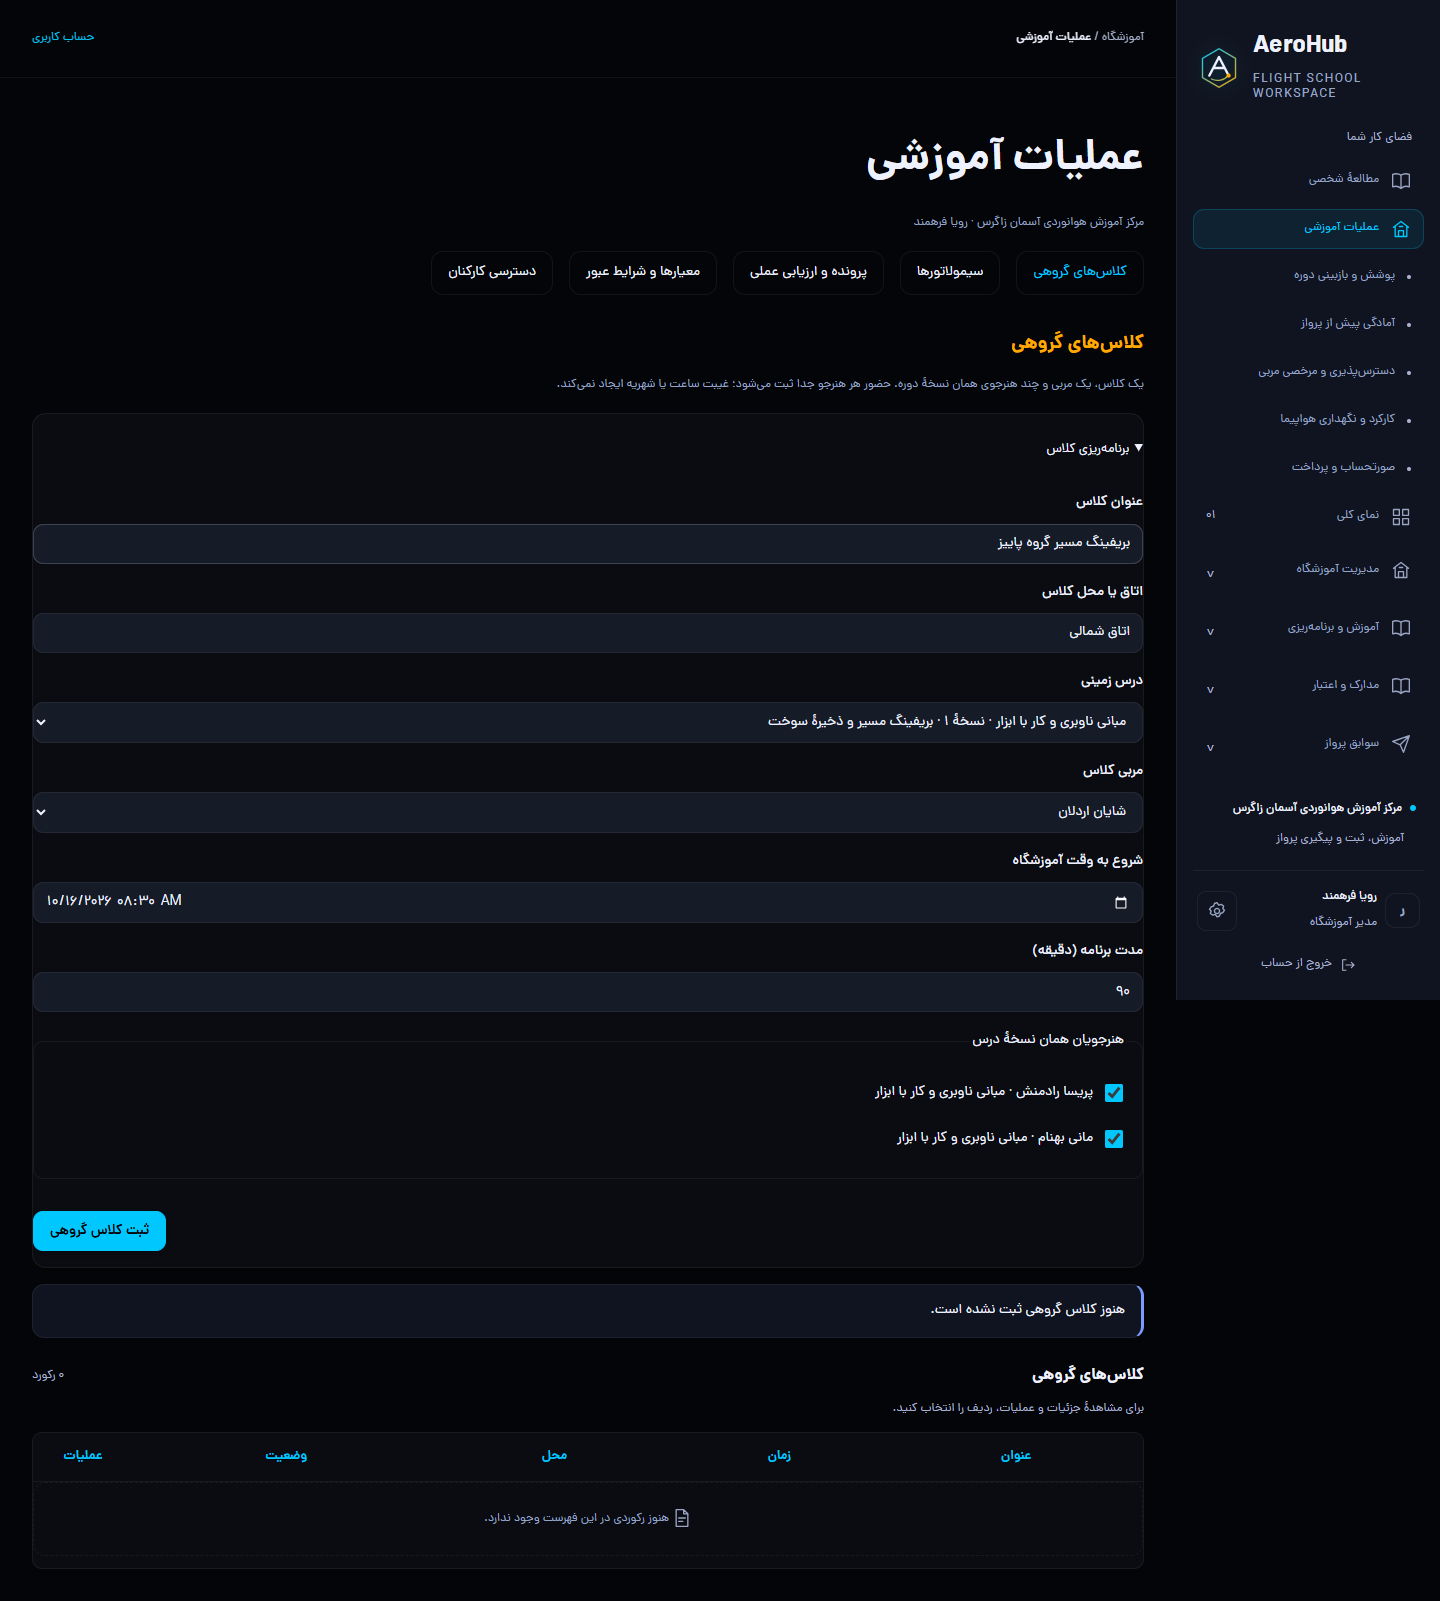 AeroHub
FLIGHT SCHOOL
WORKSPACE
فضای کار شما
مطالعهٔ شخصی
عملیات آموزشی
پوشش و بازبینی دوره
آمادگی پیش از پرواز
دسترس‌پذیری و مرخصی مربی
کارکرد و نگهداری هواپیما
صورتحساب و پرداخت
نمای کلی
۰۱
مدیریت آموزشگاه
آموزش و برنامه‌ریزی
مدارک و اعتبار
سوابق پرواز
مرکز آموزش هوانوردی آسمان زاگرس
آموزش، ثبت و پیگیری پرواز
ر
رویا فرهمند
مدیر آموزشگاه
خروج از حساب
آموزشگاه / عملیات آموزشی
حساب کاربری
عملیات آموزشی
مرکز آموزش هوانوردی آسمان زاگرس · رویا فرهمند
کلاس‌های گروهی
سیمولاتورها
پرونده و ارزیابی عملی
معیارها و شرایط عبور
دسترسی کارکنان
کلاس‌های گروهی
یک کلاس، یک مربی و چند هنرجوی همان نسخهٔ دوره. حضور هر هنرجو جدا ثبت می‌شود؛ غیبت ساعت یا شهریه ایجاد نمی‌کند.
برنامه‌ریزی کلاس
عنوان کلاس
بریفینگ مسیر گروه پاییز
اتاق یا محل کلاس
اتاق شمالی
درس زمینی
مبانی ناوبری و کار با ابزار · نسخهٔ ۱ · بریفینگ مسیر و ذخیرهٔ سوخت
مربی کلاس
شایان اردلان
شروع به وقت آموزشگاه
۱۰/۱۶/۲۰۲۶ ۰۸:۳۰ AM
مدت برنامه (دقیقه)
۹۰
هنرجویان همان نسخهٔ درس
پریسا رادمنش · مبانی ناوبری و کار با ابزار
مانی بهنام · مبانی ناوبری و کار با ابزار
ثبت کلاس گروهی
هنوز کلاس گروهی ثبت نشده است.
کلاس‌های گروهی
۰ رکورد
برای مشاهدهٔ جزئیات و عملیات، ردیف را انتخاب کنید.
عنوان
زمان
محل
وضعیت
عملیات
هنوز رکوردی در این فهرست وجود ندارد.